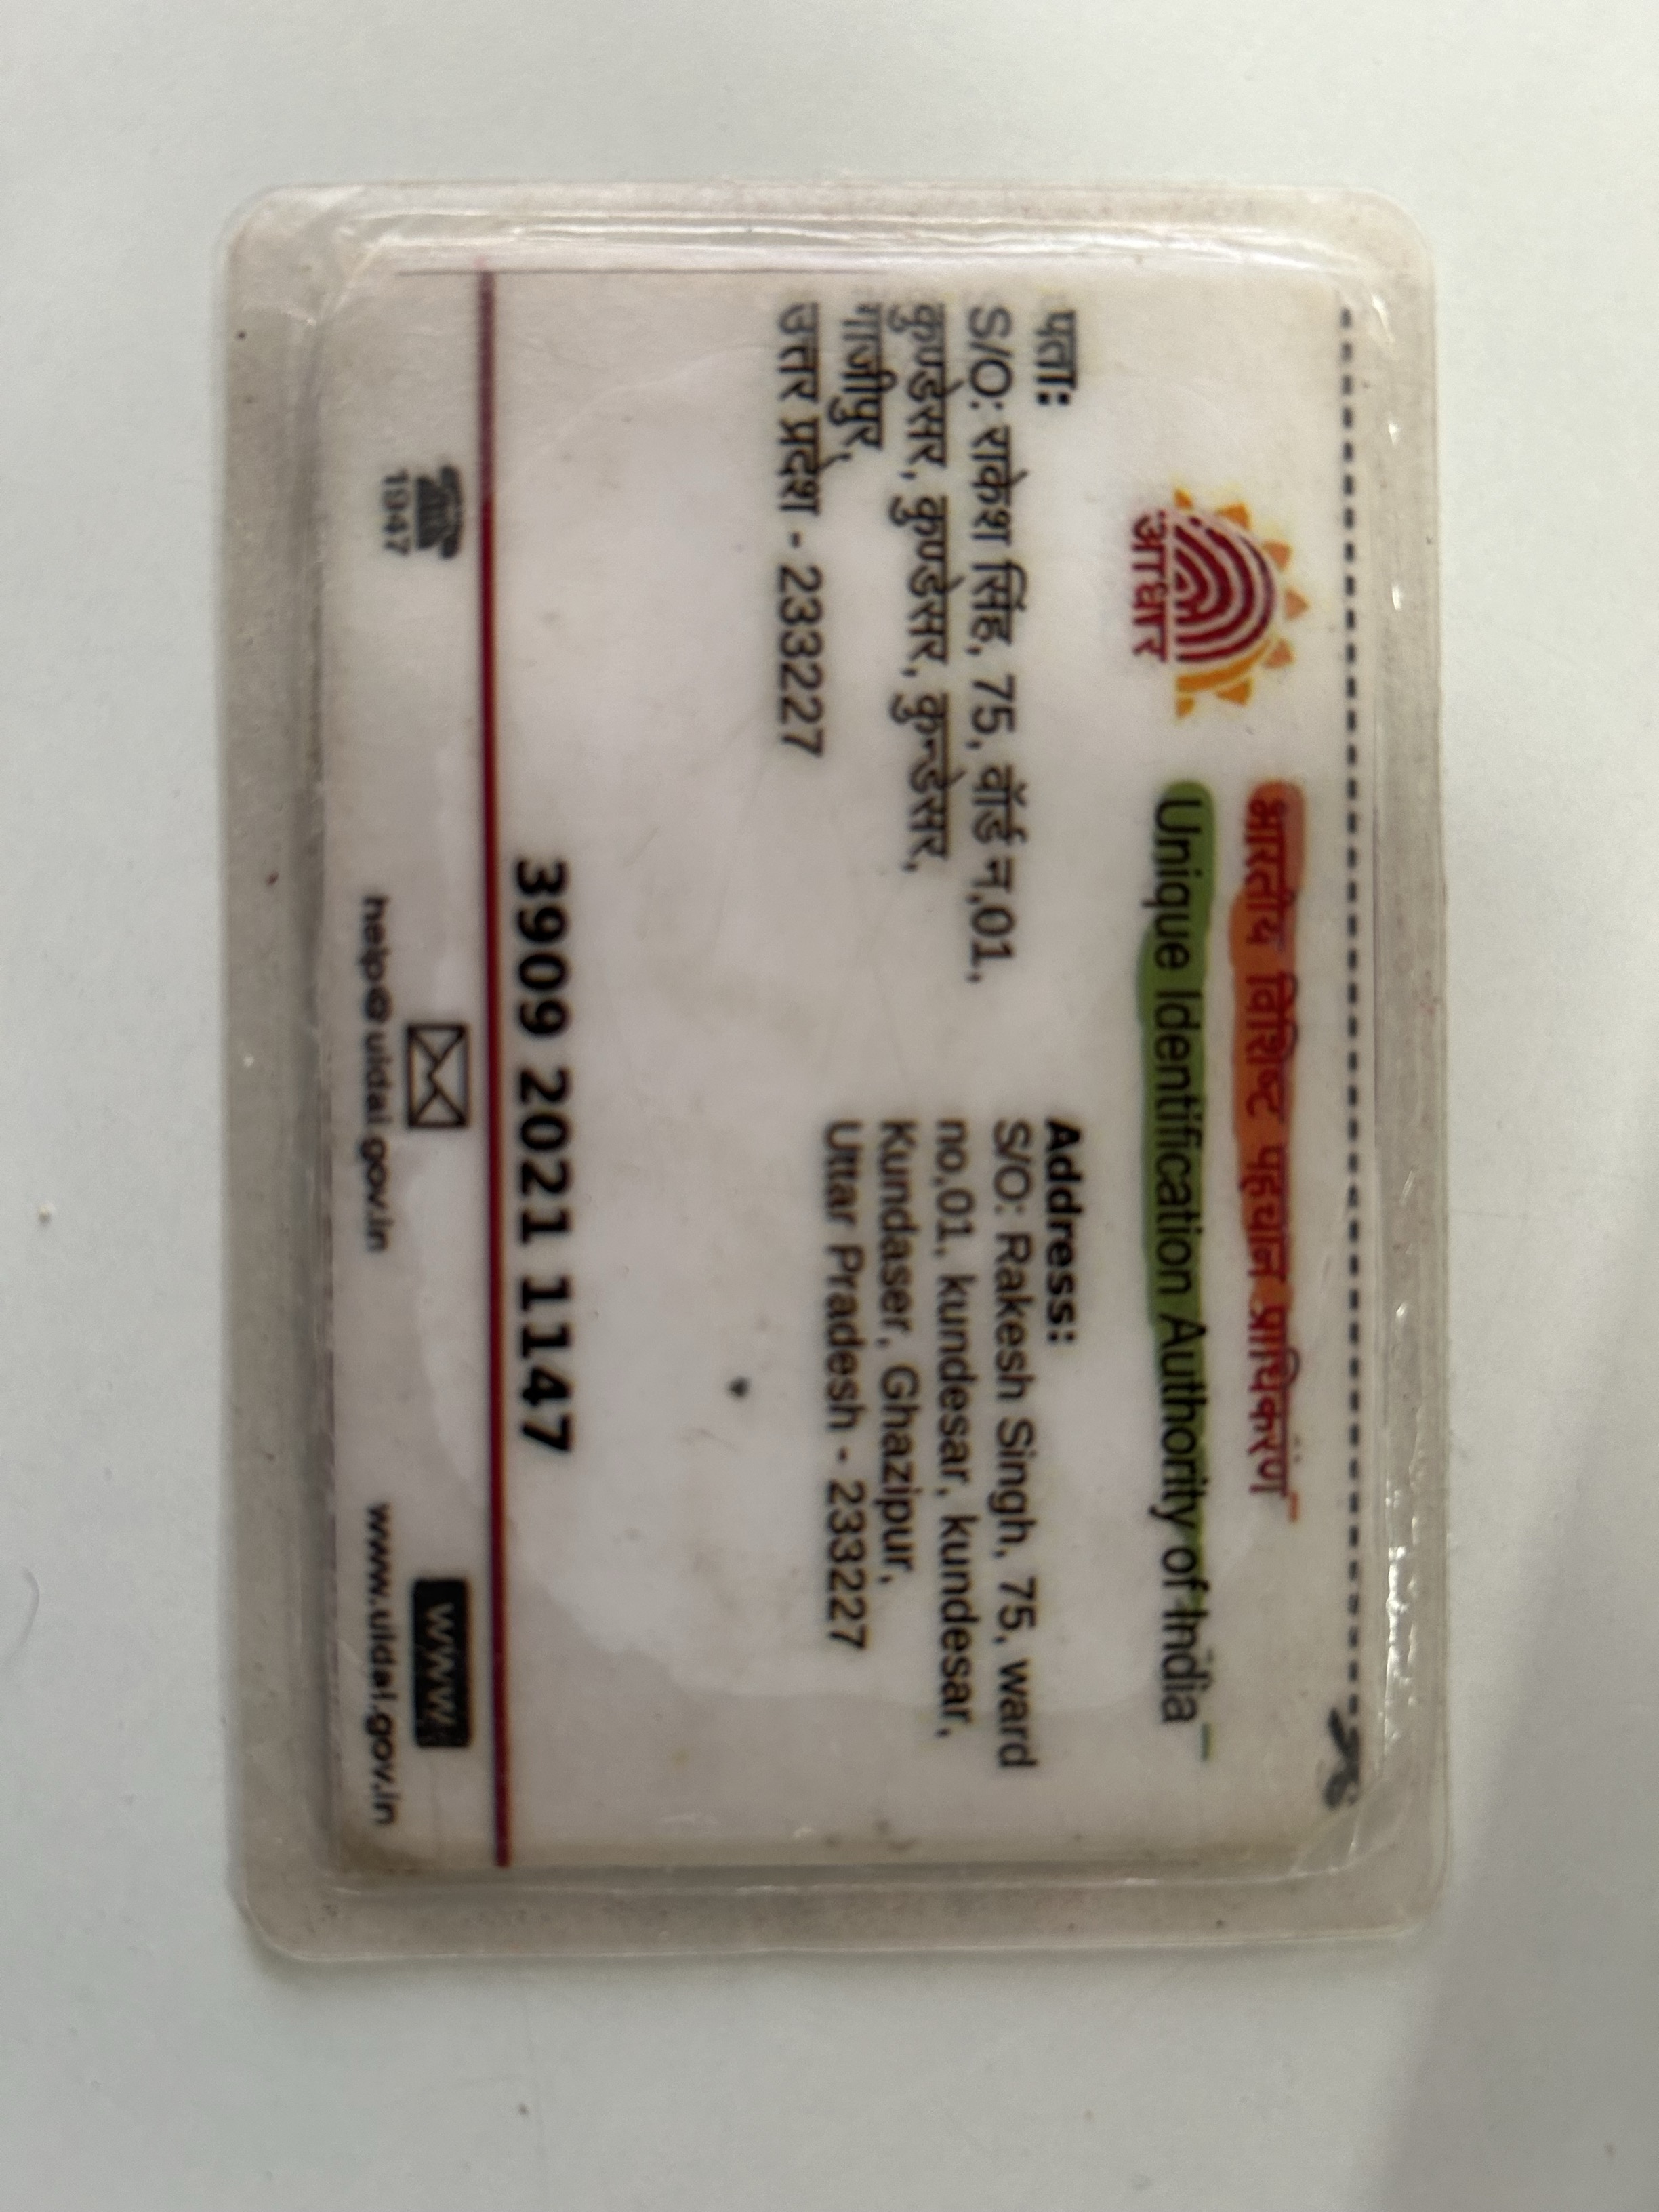 भारतीय विशिष्ट पहचान प्राधिकरण
Unique Identification Authority of India
आधार
पता:
S/O: राकेश सिंह, 75, वॉर्ड न,01,
कुण्डेसर, कुण्डेसर, कुन्डेसर,
गाजीपुर,
उत्तर प्रदेश - 233227
Address:
S/O: Rakesh Singh, 75, ward
no,01, kundesar, kundesar,
Kundaser, Ghazipur,
Uttar Pradesh - 233227
3909 2021 1147
1947
help@uidai.gov.in
www
www.uidai.gov.in